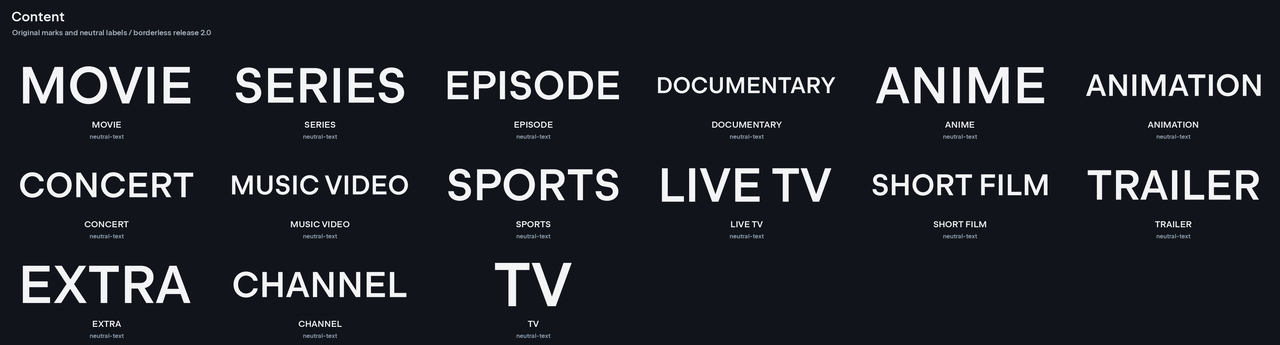 Content
Original marks and neutral labels / borderless release 2.0
MOVIE SERIES EPISODE DOCUMENTARY ANIME ANIMATION
MOVIE SERIES EPISODE DOCUMENTARY ANIME ANIMATION
neutral-text neutral-text neutral-text neutral-text neutral-text neutral-text
CONCERT MUSIC VIDEO SPORTS LIVE TV SHORT FILM TRAILER
CONCERT MUSIC VIDEO SPORTS LIVE TV SHORT FILM TRAILER
neutral-text neutral-text neutral-text neutral-text neutral-text neutral-text
EXTRA CHANNEL TV
EXTRA CHANNEL TV
neutral-text neutral-text neutral-text